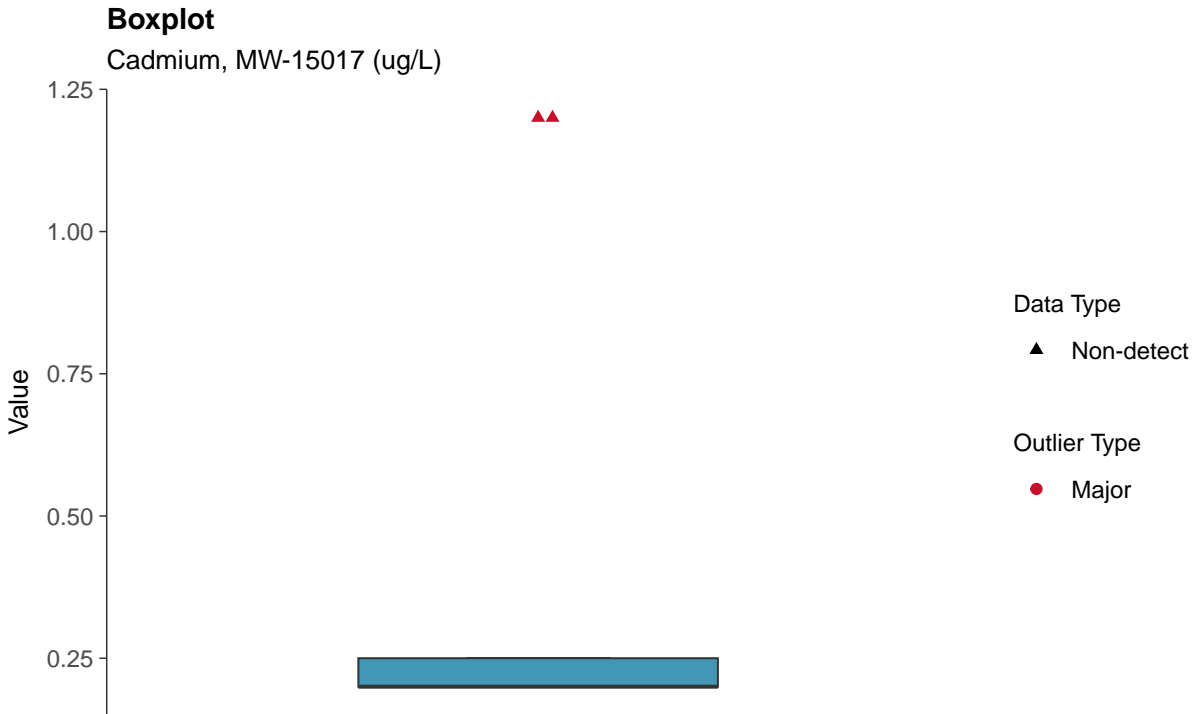 Boxplot
Cadmium, MW-15017 (ug/L)
1.25
1.00
0.75
0.50
0.25
Value
Data Type
Non-detect
Outlier Type
Major